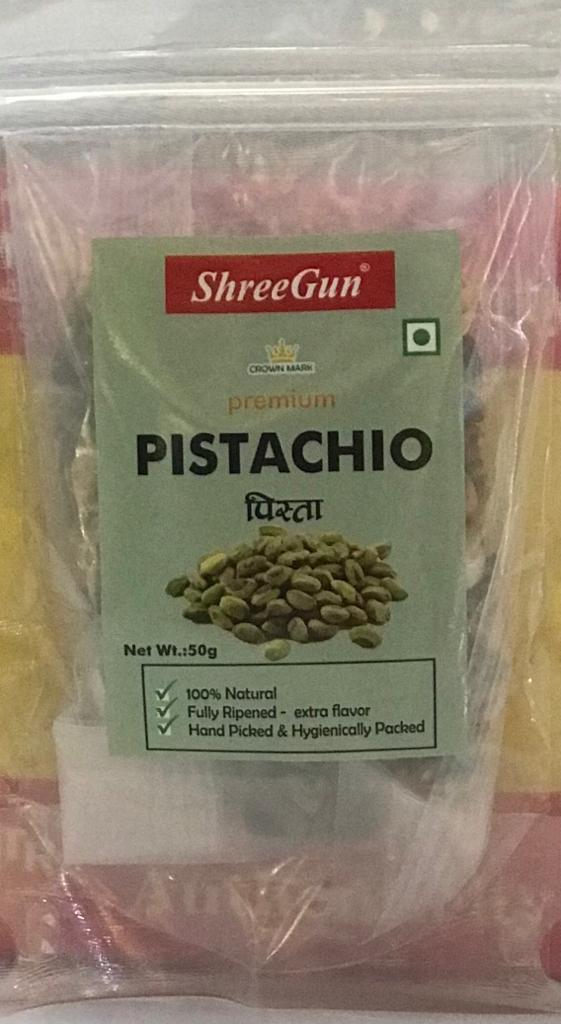 ShreeGun®
CROWN MARK
premium
PISTACHIO
पिस्ता
Net Wt.:50g
100% Natural
Fully Ripened - extra flavor
Hand Picked & Hygienically Packed